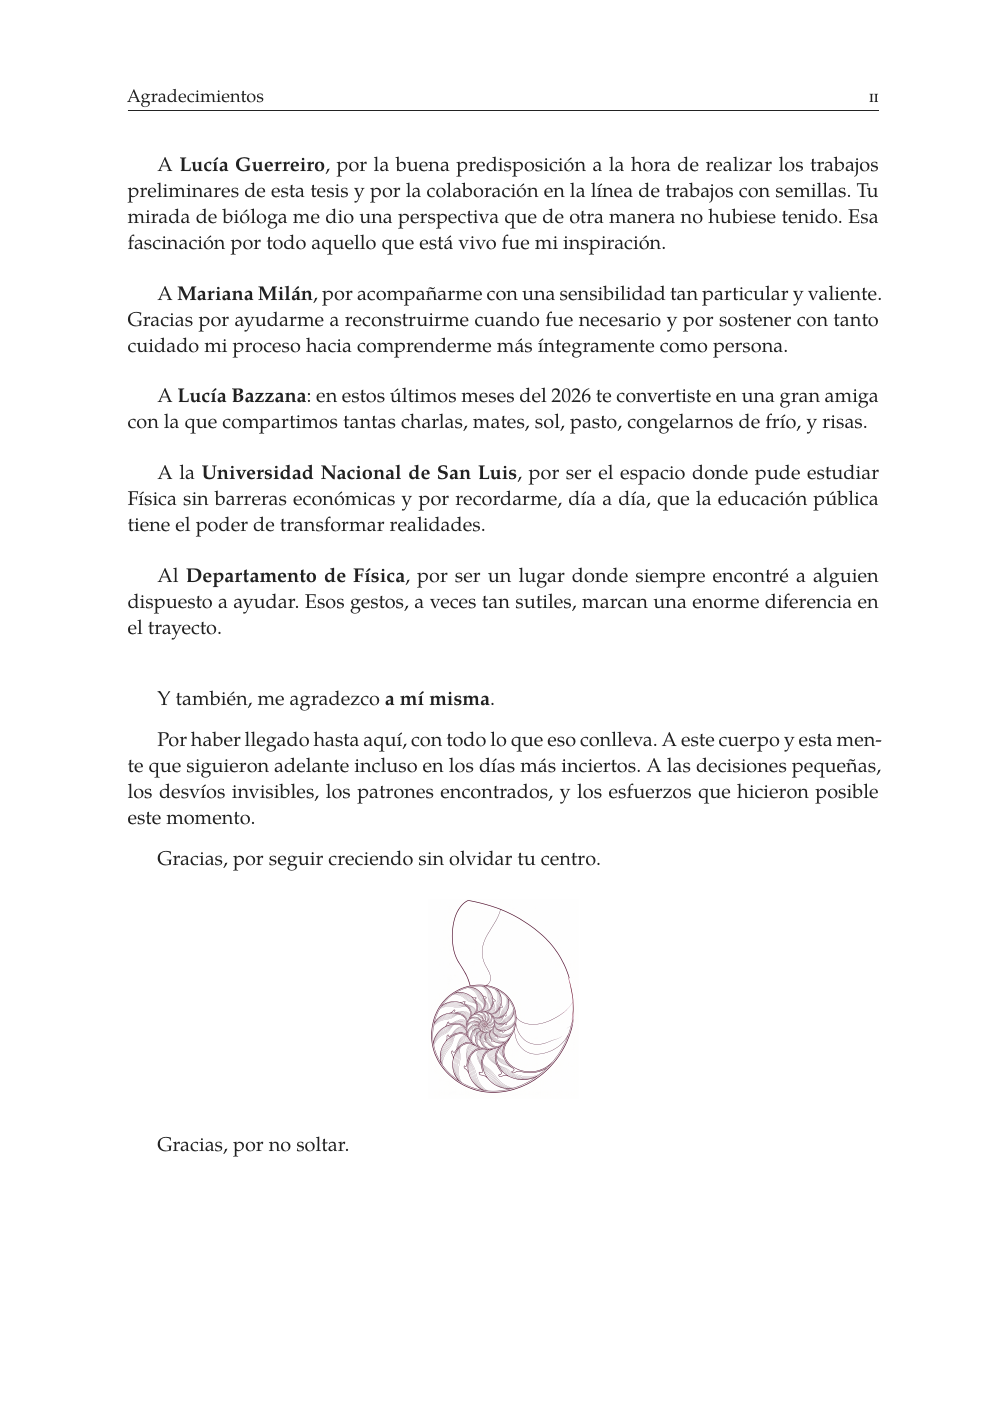 Agradecimientos II
A Lucía Guerreiro, por la buena predisposición a la hora de realizar los trabajos
preliminares de esta tesis y por la colaboración en la línea de trabajos con semillas. Tu
mirada de bióloga me dio una perspectiva que de otra manera no hubiese tenido. Esa
fascinación por todo aquello que está vivo fue mi inspiración.
A Mariana Milán, por acompañarme con una sensibilidad tan particular y valiente.
Gracias por ayudarme a reconstruirme cuando fue necesario y por sostener con tanto
cuidado mi proceso hacia comprenderme más íntegramente como persona.
A Lucía Bazzana: en estos últimos meses del 2026 te convertiste en una gran amiga
con la que compartimos tantas charlas, mates, sol, pasto, congelarnos de frío, y risas.
A la Universidad Nacional de San Luis, por ser el espacio donde pude estudiar
Física sin barreras económicas y por recordarme, día a día, que la educación pública
tiene el poder de transformar realidades.
Al Departamento de Física, por ser un lugar donde siempre encontré a alguien
dispuesto a ayudar. Esos gestos, a veces tan sutiles, marcan una enorme diferencia en
el trayecto.
Y también, me agradezco a mí misma.
Por haber llegado hasta aquí, con todo lo que eso conlleva. A este cuerpo y esta men-
te que siguieron adelante incluso en los días más inciertos. A las decisiones pequeñas,
los desvíos invisibles, los patrones encontrados, y los esfuerzos que hicieron posible
este momento.
Gracias, por seguir creciendo sin olvidar tu centro.
Gracias, por no soltar.